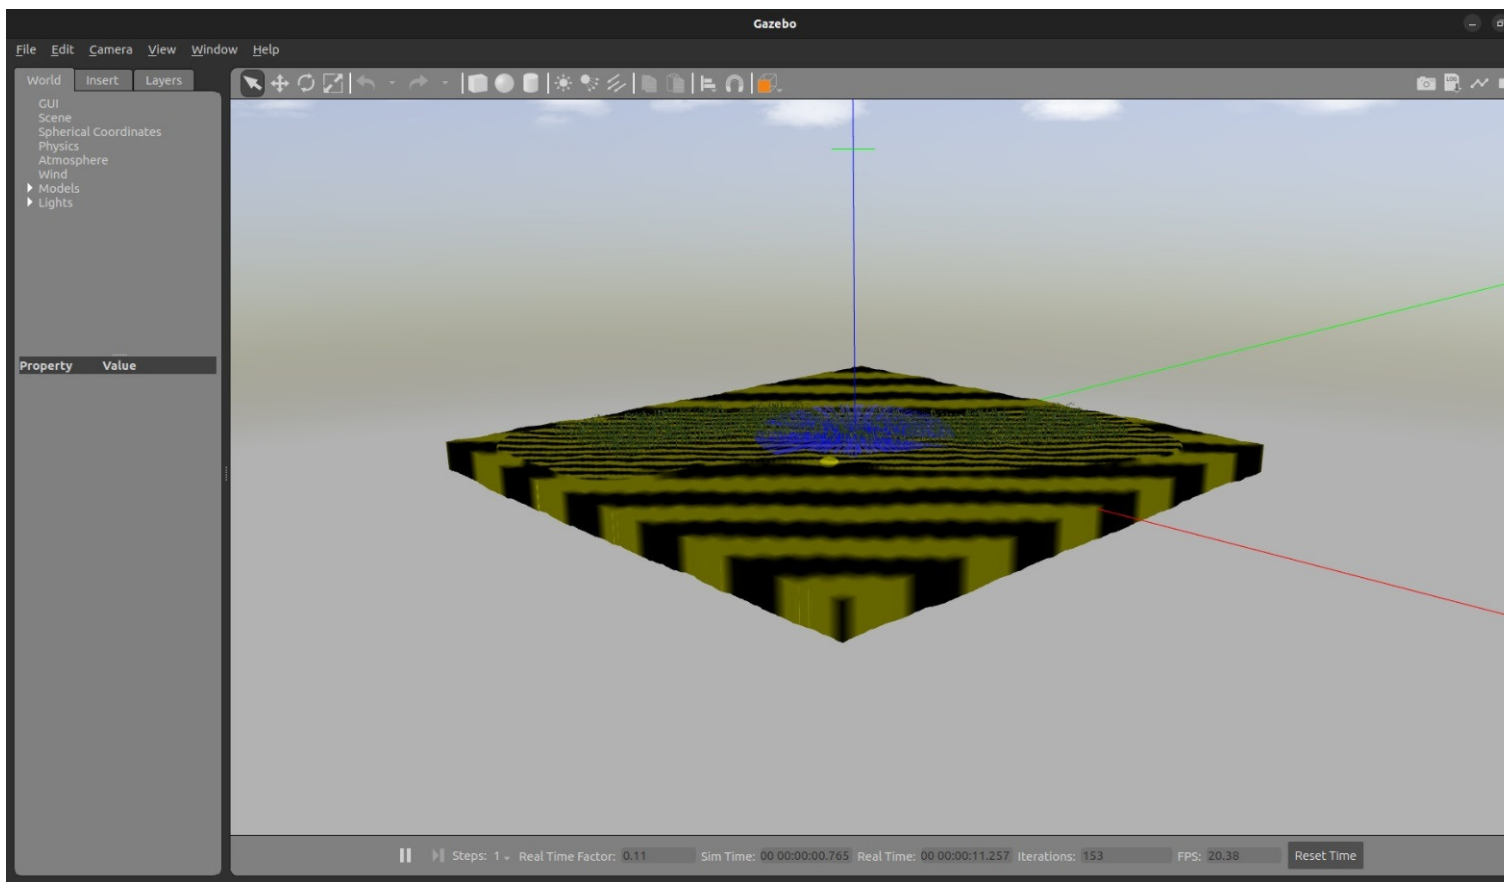 Gazebo
File Edit Camera View Window Help
World Insert Layers
GUI
Scene
Spherical Coordinates
Physics
Atmosphere
Wind
Models
Lights
Property Value
LOG
Steps: 1 Real Time Factor: 0.11 Sim Time: 00 00:00:00.765 Real Time: 00 00:00:11.257 Iterations: 153 FPS: 20.38 Reset Time